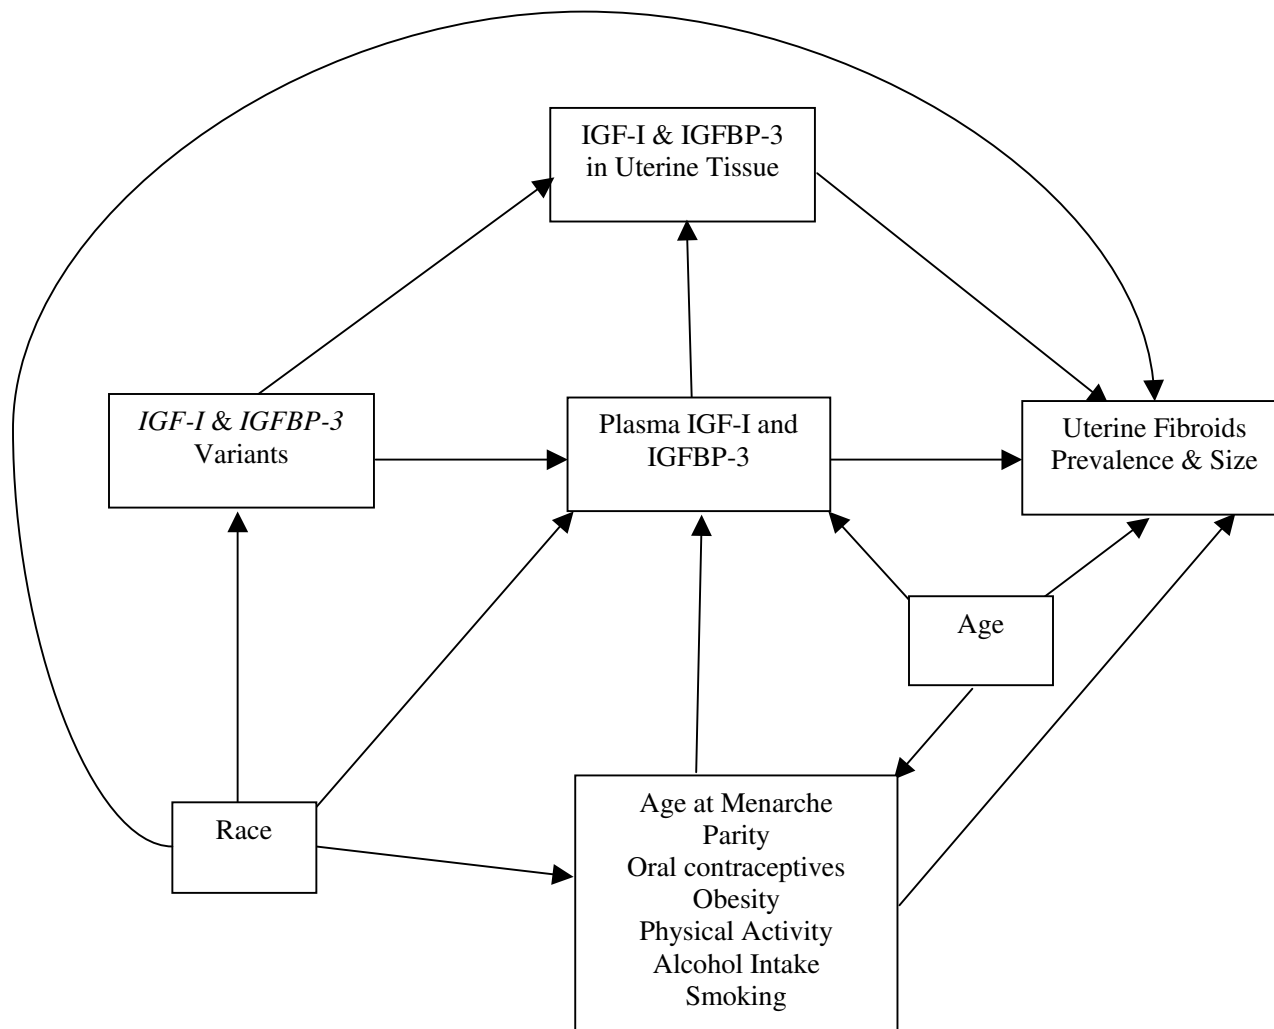 IGF-I & IGFBP-3
in Uterine Tissue
IGF-I & IGFBP-3
Variants
Plasma IGF-I and
IGFBP-3
Uterine Fibroids
Prevalence & Size
Age
Race
Age at Menarche
Parity
Oral contraceptives
Obesity
Physical Activity
Alcohol Intake
Smoking